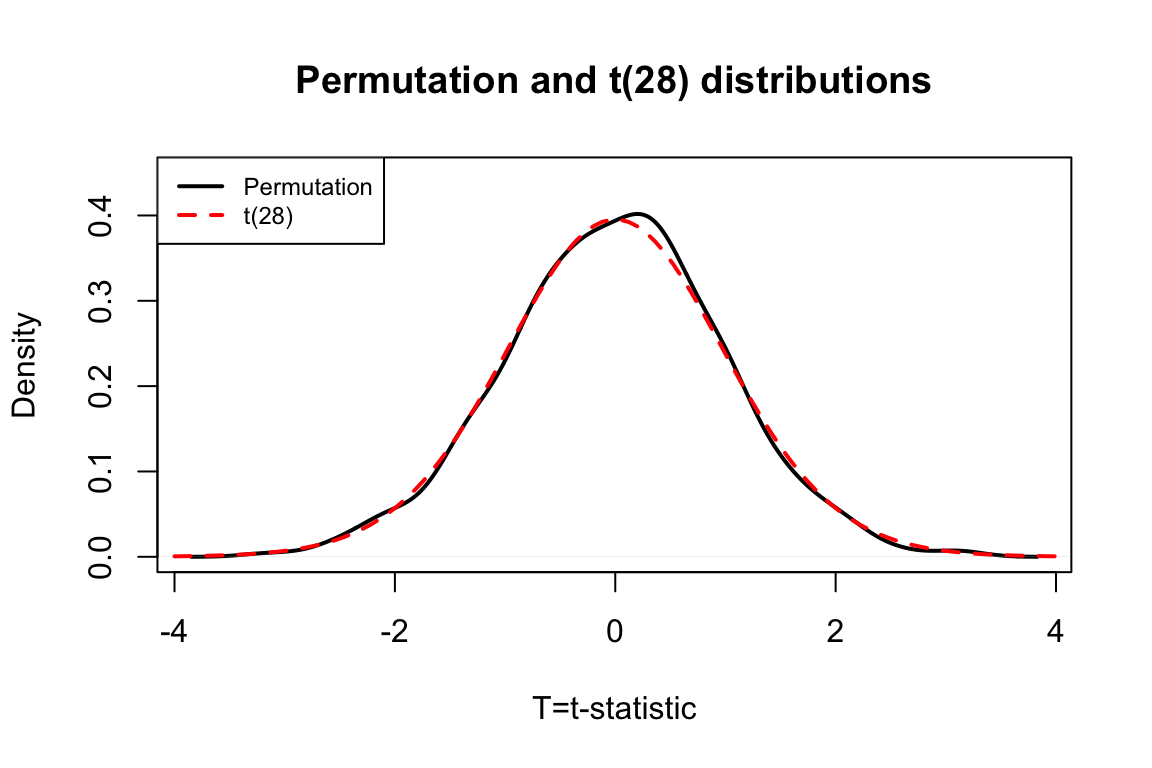 Permutation and t(28) distributions
Permutation
t(28)
Density
0.4
0.3
0.2
0.1
0.0
-4 -2 0 2 4
T=t-statistic